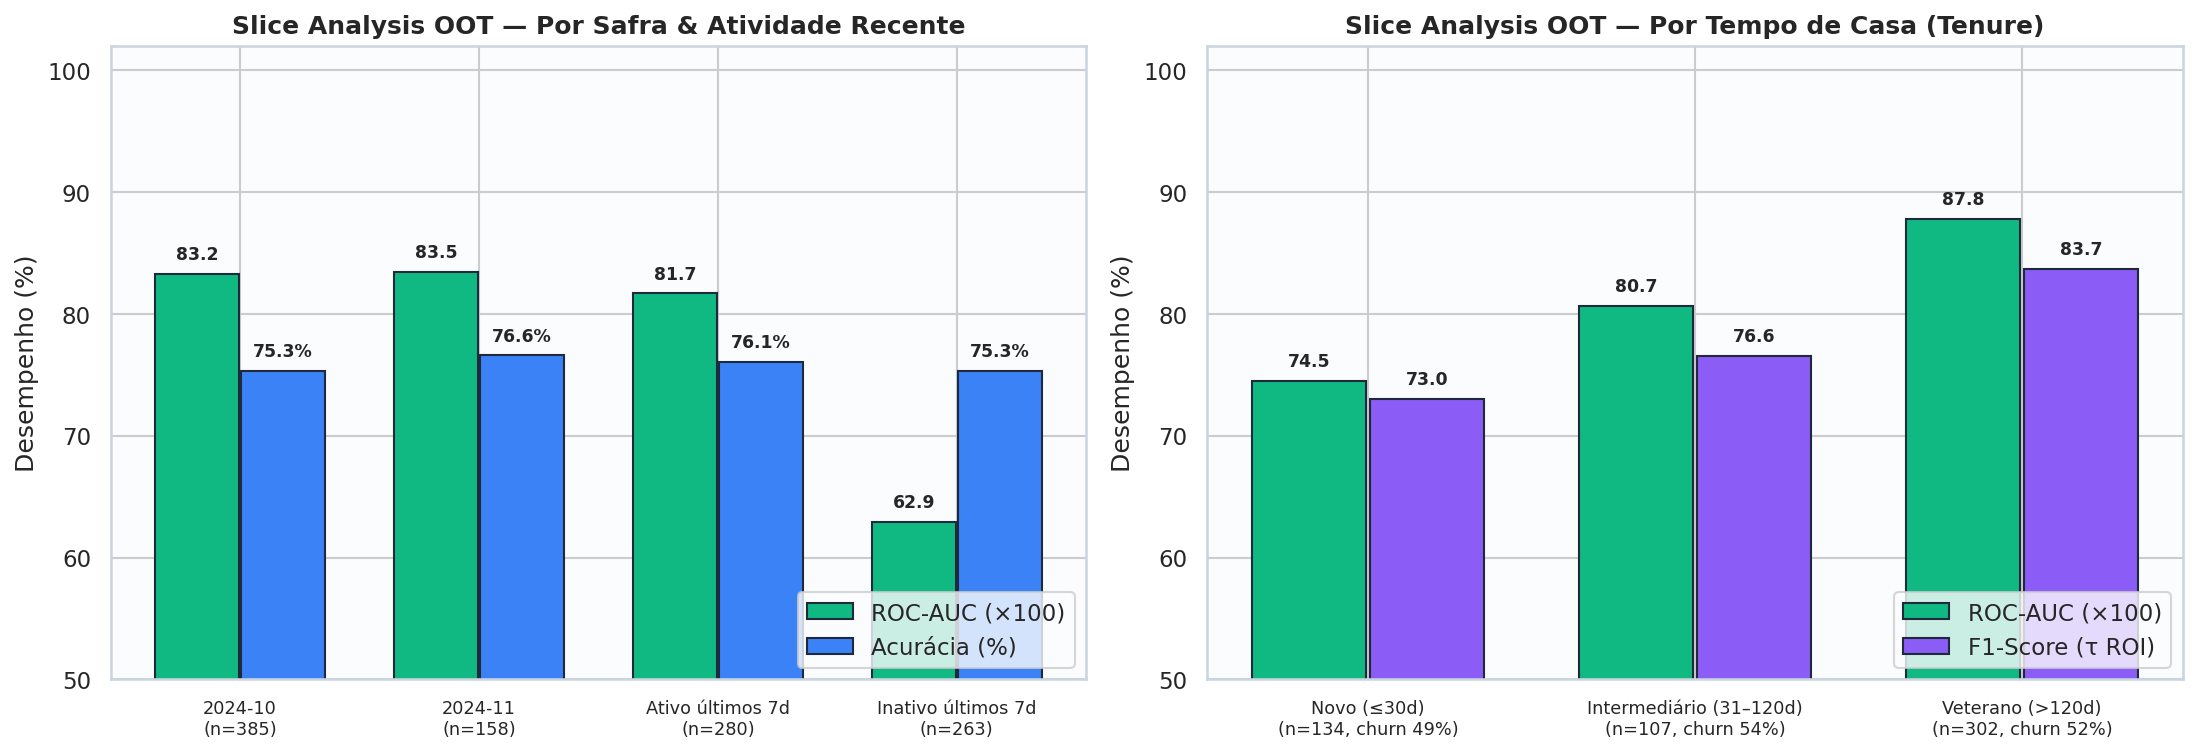 Slice Analysis OOT — Por Safra & Atividade Recente
Desempenho (%)
100
90
80
70
60
50
83.2
75.3%
83.5
76.6%
81.7
76.1%
62.9
75.3%
ROC-AUC (×100)
Acurácia (%)
2024-10
(n=385)
2024-11
(n=158)
Ativo últimos 7d
(n=280)
Inativo últimos 7d
(n=263)
Slice Analysis OOT — Por Tempo de Casa (Tenure)
Desempenho (%)
100
90
80
70
60
50
74.5
73.0
80.7
76.6
87.8
83.7
ROC-AUC (×100)
F1-Score (τ ROI)
Novo (≤30d)
(n=134, churn 49%)
Intermediário (31–120d)
(n=107, churn 54%)
Veterano (>120d)
(n=302, churn 52%)